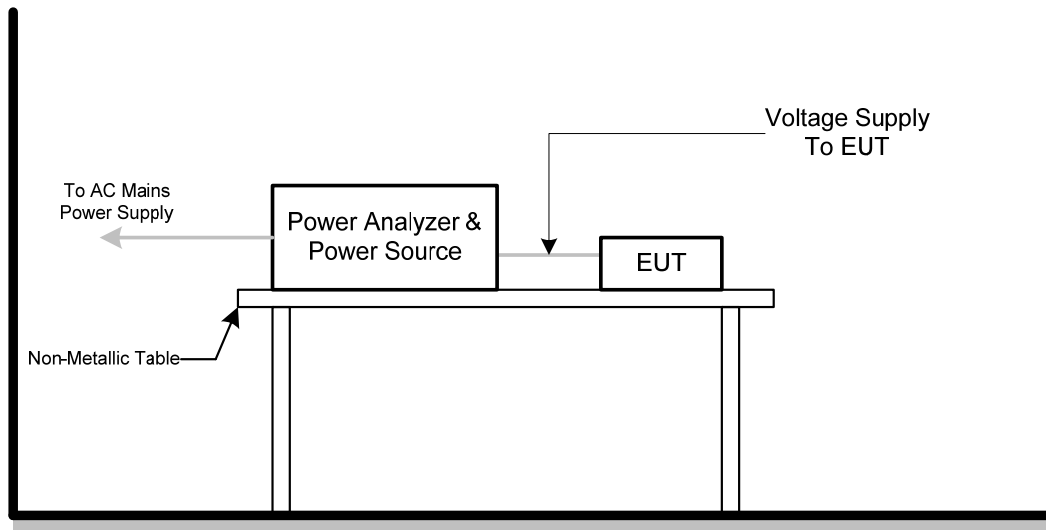 Voltage Supply
To EUT
To AC Mains
Power Supply
Power Analyzer &
Power Source
EUT
Non-Metallic Table